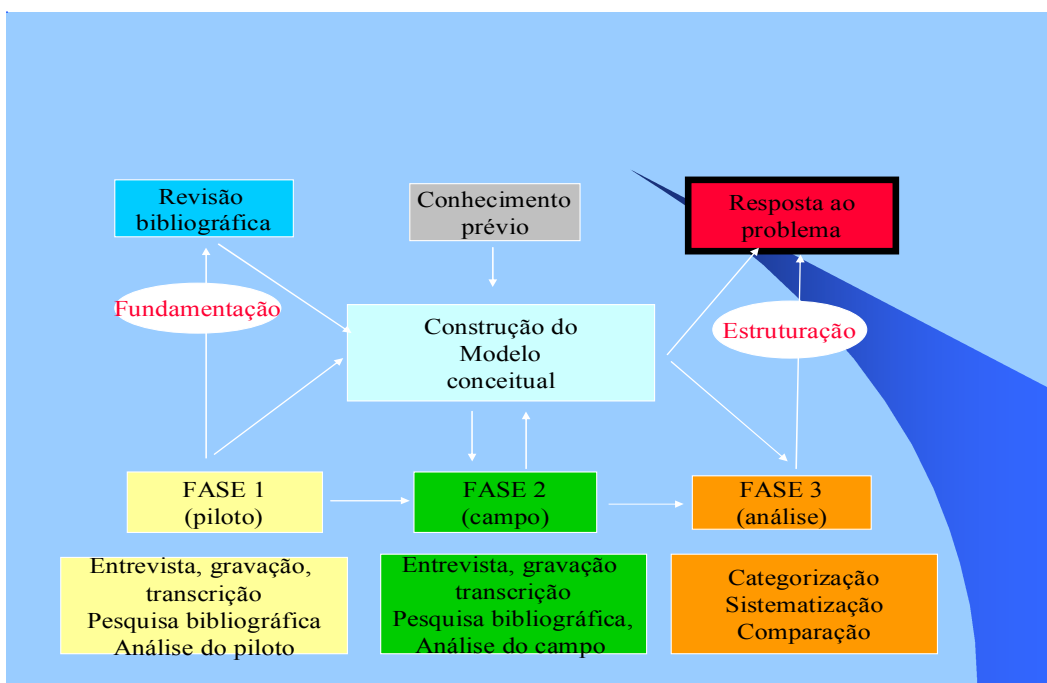 Revisão
bibliográfica
Conhecimento
prévio
Resposta ao
problema
Fundamentação
Construção do
Modelo
conceitual
Estruturação
FASE 1
(piloto)
FASE 2
(campo)
FASE 3
(análise)
Entrevista, gravação,
transcrição
Pesquisa bibliográfica
Análise do piloto
Entrevista, gravação
transcrição
Pesquisa bibliográfica,
Análise do campo
Categorização
Sistematização
Comparação